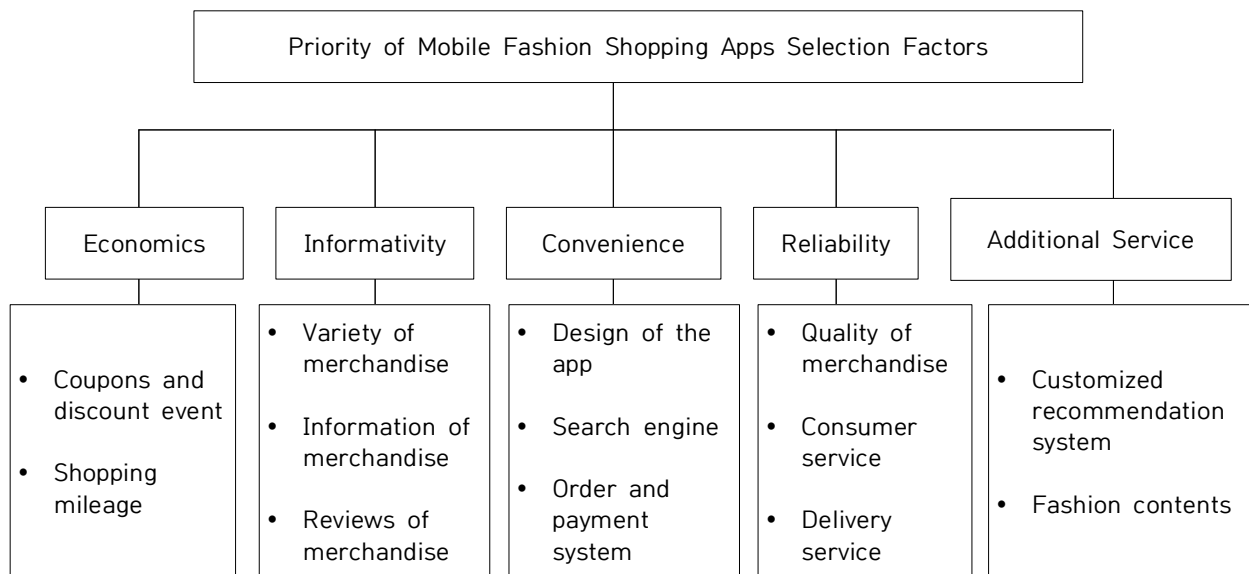 Priority of Mobile Fashion Shopping Apps Selection Factors
Economics
Informativity
Convenience
Reliability
Additional Service
• Coupons and
discount event
• Shopping
mileage
• Variety of
merchandise
• Information of
merchandise
• Reviews of
merchandise
• Design of the
app
• Search engine
• Order and
payment
system
• Quality of
merchandise
• Consumer
service
• Delivery
service
• Customized
recommendation
system
• Fashion contents